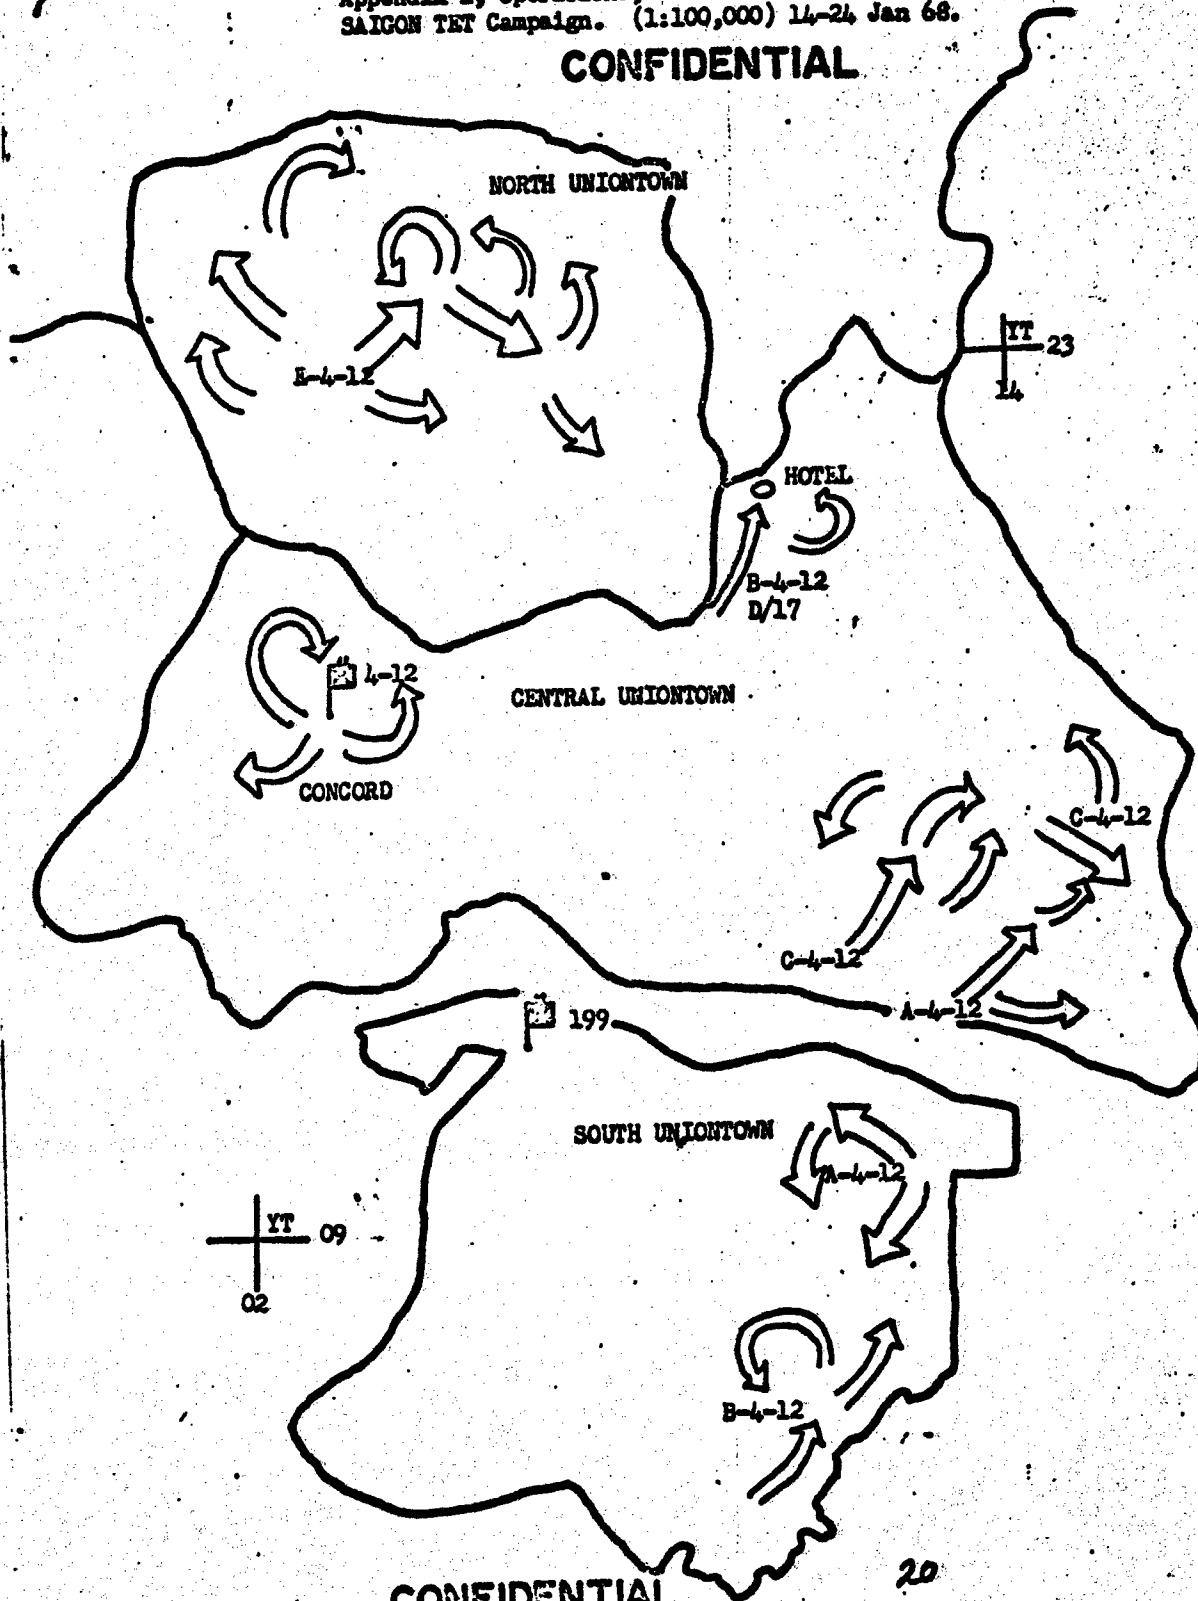 SAIGON TET Campaign. (1:100,000) 14-24 Jan 68.
CONFIDENTIAL
NORTH UNIONTOWN
YT
23
14
E-4-12
HOTEL
B-4-12
D/17
4-12
CENTRAL UNIONTOWN
CONCORD
C-4-12
C-4-12
A-4-12
199
SOUTH UNIONTOWN
A-4-12
YT
09
02
B-4-12
20
CONFIDENTIAL